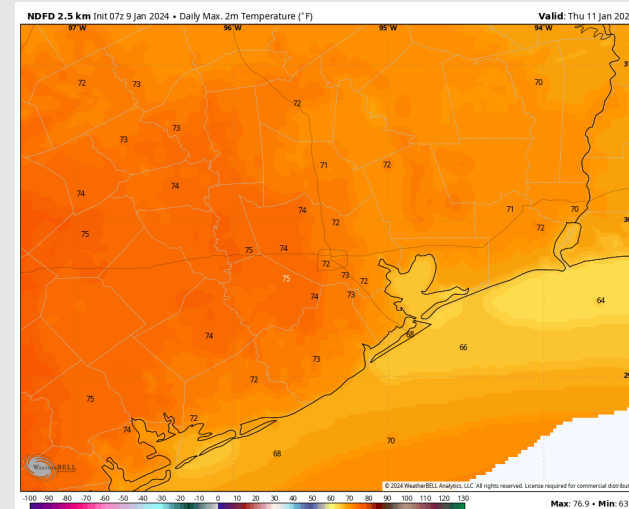 NDFD 2.5 km Init 07z 9 Jan 2024 • Daily Max. 2m Temperature (°F)
Valid: Thu 11 Jan 202
97°W 96°W 95°W 94°W
31
72 73 70
72
73
73
71 72
74 74
74 71 70
72 72
75
75 74
72
75 73 72
74 73
64
74 68
66
73
29
72
75
72
74
70
68
WeatherBELL
© 2024 WeatherBELL Analytics, LLC. All rights reserved. License required for commercial distribut
-100 -90 -80 -70 -60 -50 -40 -30 -20 -10 0 10 20 30 40 50 60 70 80 90 100 110 120 130
Max: 76.9 • Min: 63